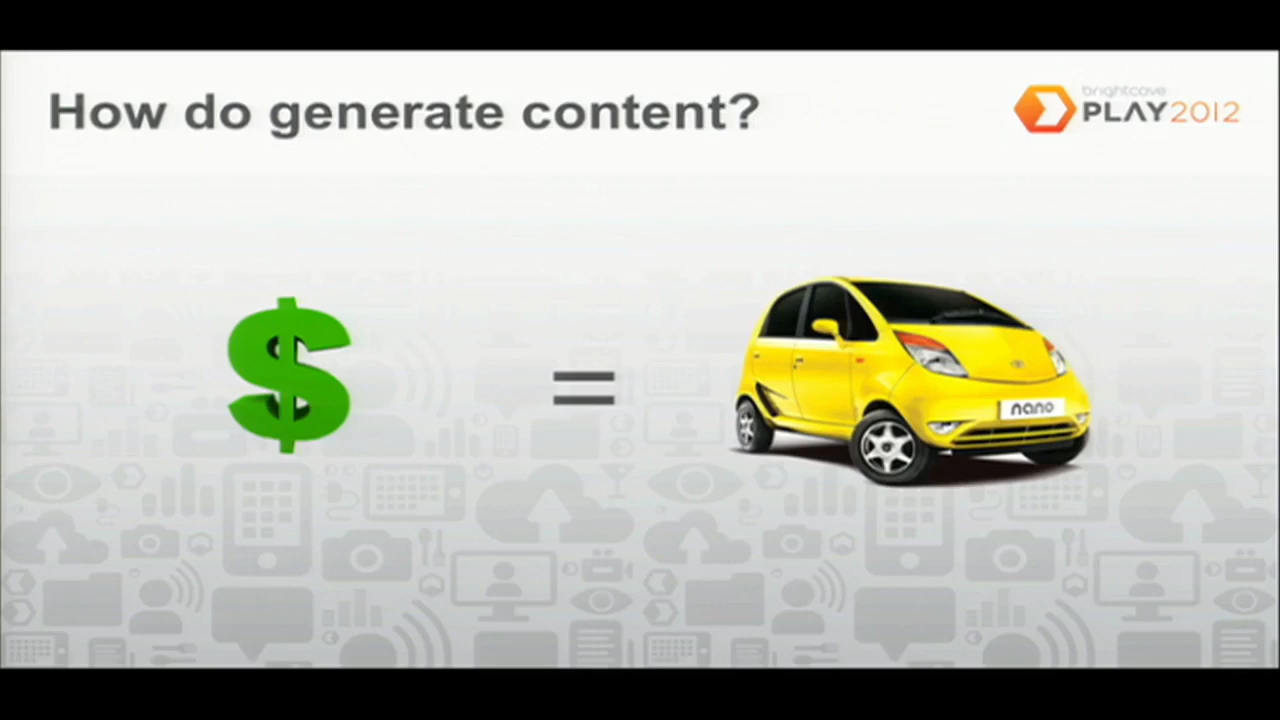 How do generate content?
brightcove
PLAY2012
$
=
nano